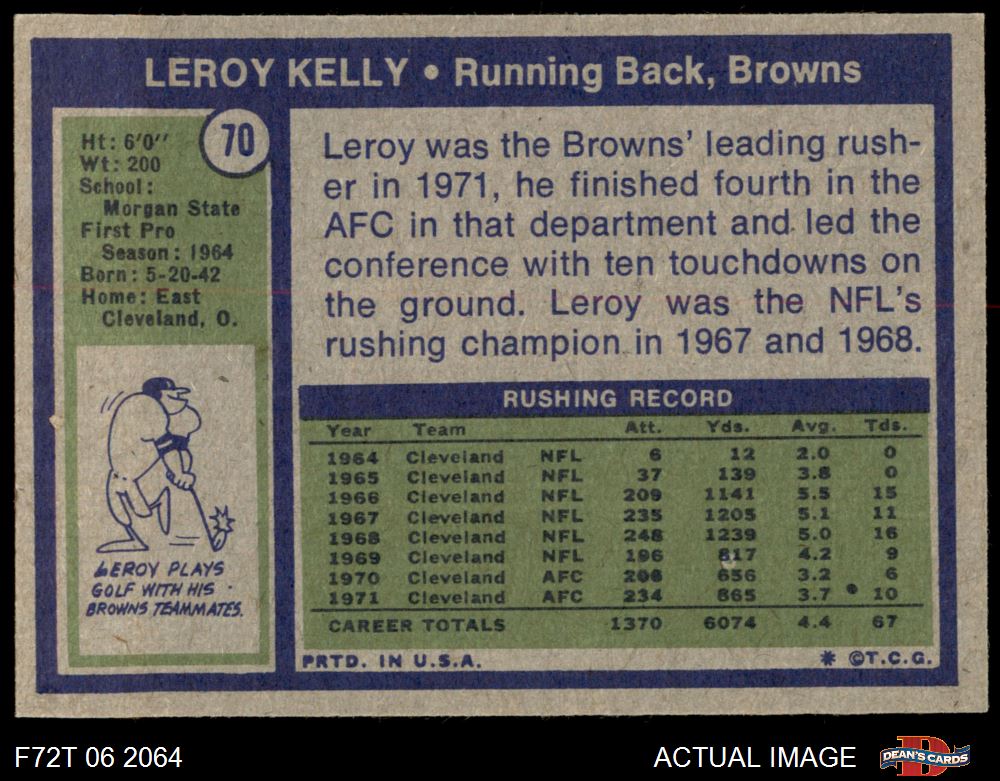 LEROY KELLY • Running Back, Browns
70
Ht: 6'0''
Wt: 200
School:
Morgan State
First Pro
Season: 1964
Born: 5-20-42
Home: East
Cleveland, O.
LEROY PLAYS
GOLF WITH HIS
BROWNS TEAMMATES.
Leroy was the Browns' leading rush-
er in 1971, he finished fourth in the
AFC in that department and led the
conference with ten touchdowns on
the ground. Leroy was the NFL's
rushing champion in 1967 and 1968.
RUSHING RECORD
Year Team Att. Yds. Avg. Tds.
1964 Cleveland NFL 6 12 2.0 0
1965 Cleveland NFL 37 139 3.8 0
1966 Cleveland NFL 209 1141 5.5 15
1967 Cleveland NFL 235 1205 5.1 11
1968 Cleveland NFL 248 1239 5.0 16
1969 Cleveland NFL 196 817 4.2 9
1970 Cleveland AFC 206 656 3.2 6
1971 Cleveland AFC 234 865 3.7 10
CAREER TOTALS 1370 6074 4.4 67
PRTD. IN U.S.A. * ©T.C.G.
F72T 06 2064 ACTUAL IMAGE DEAN'S CARDS